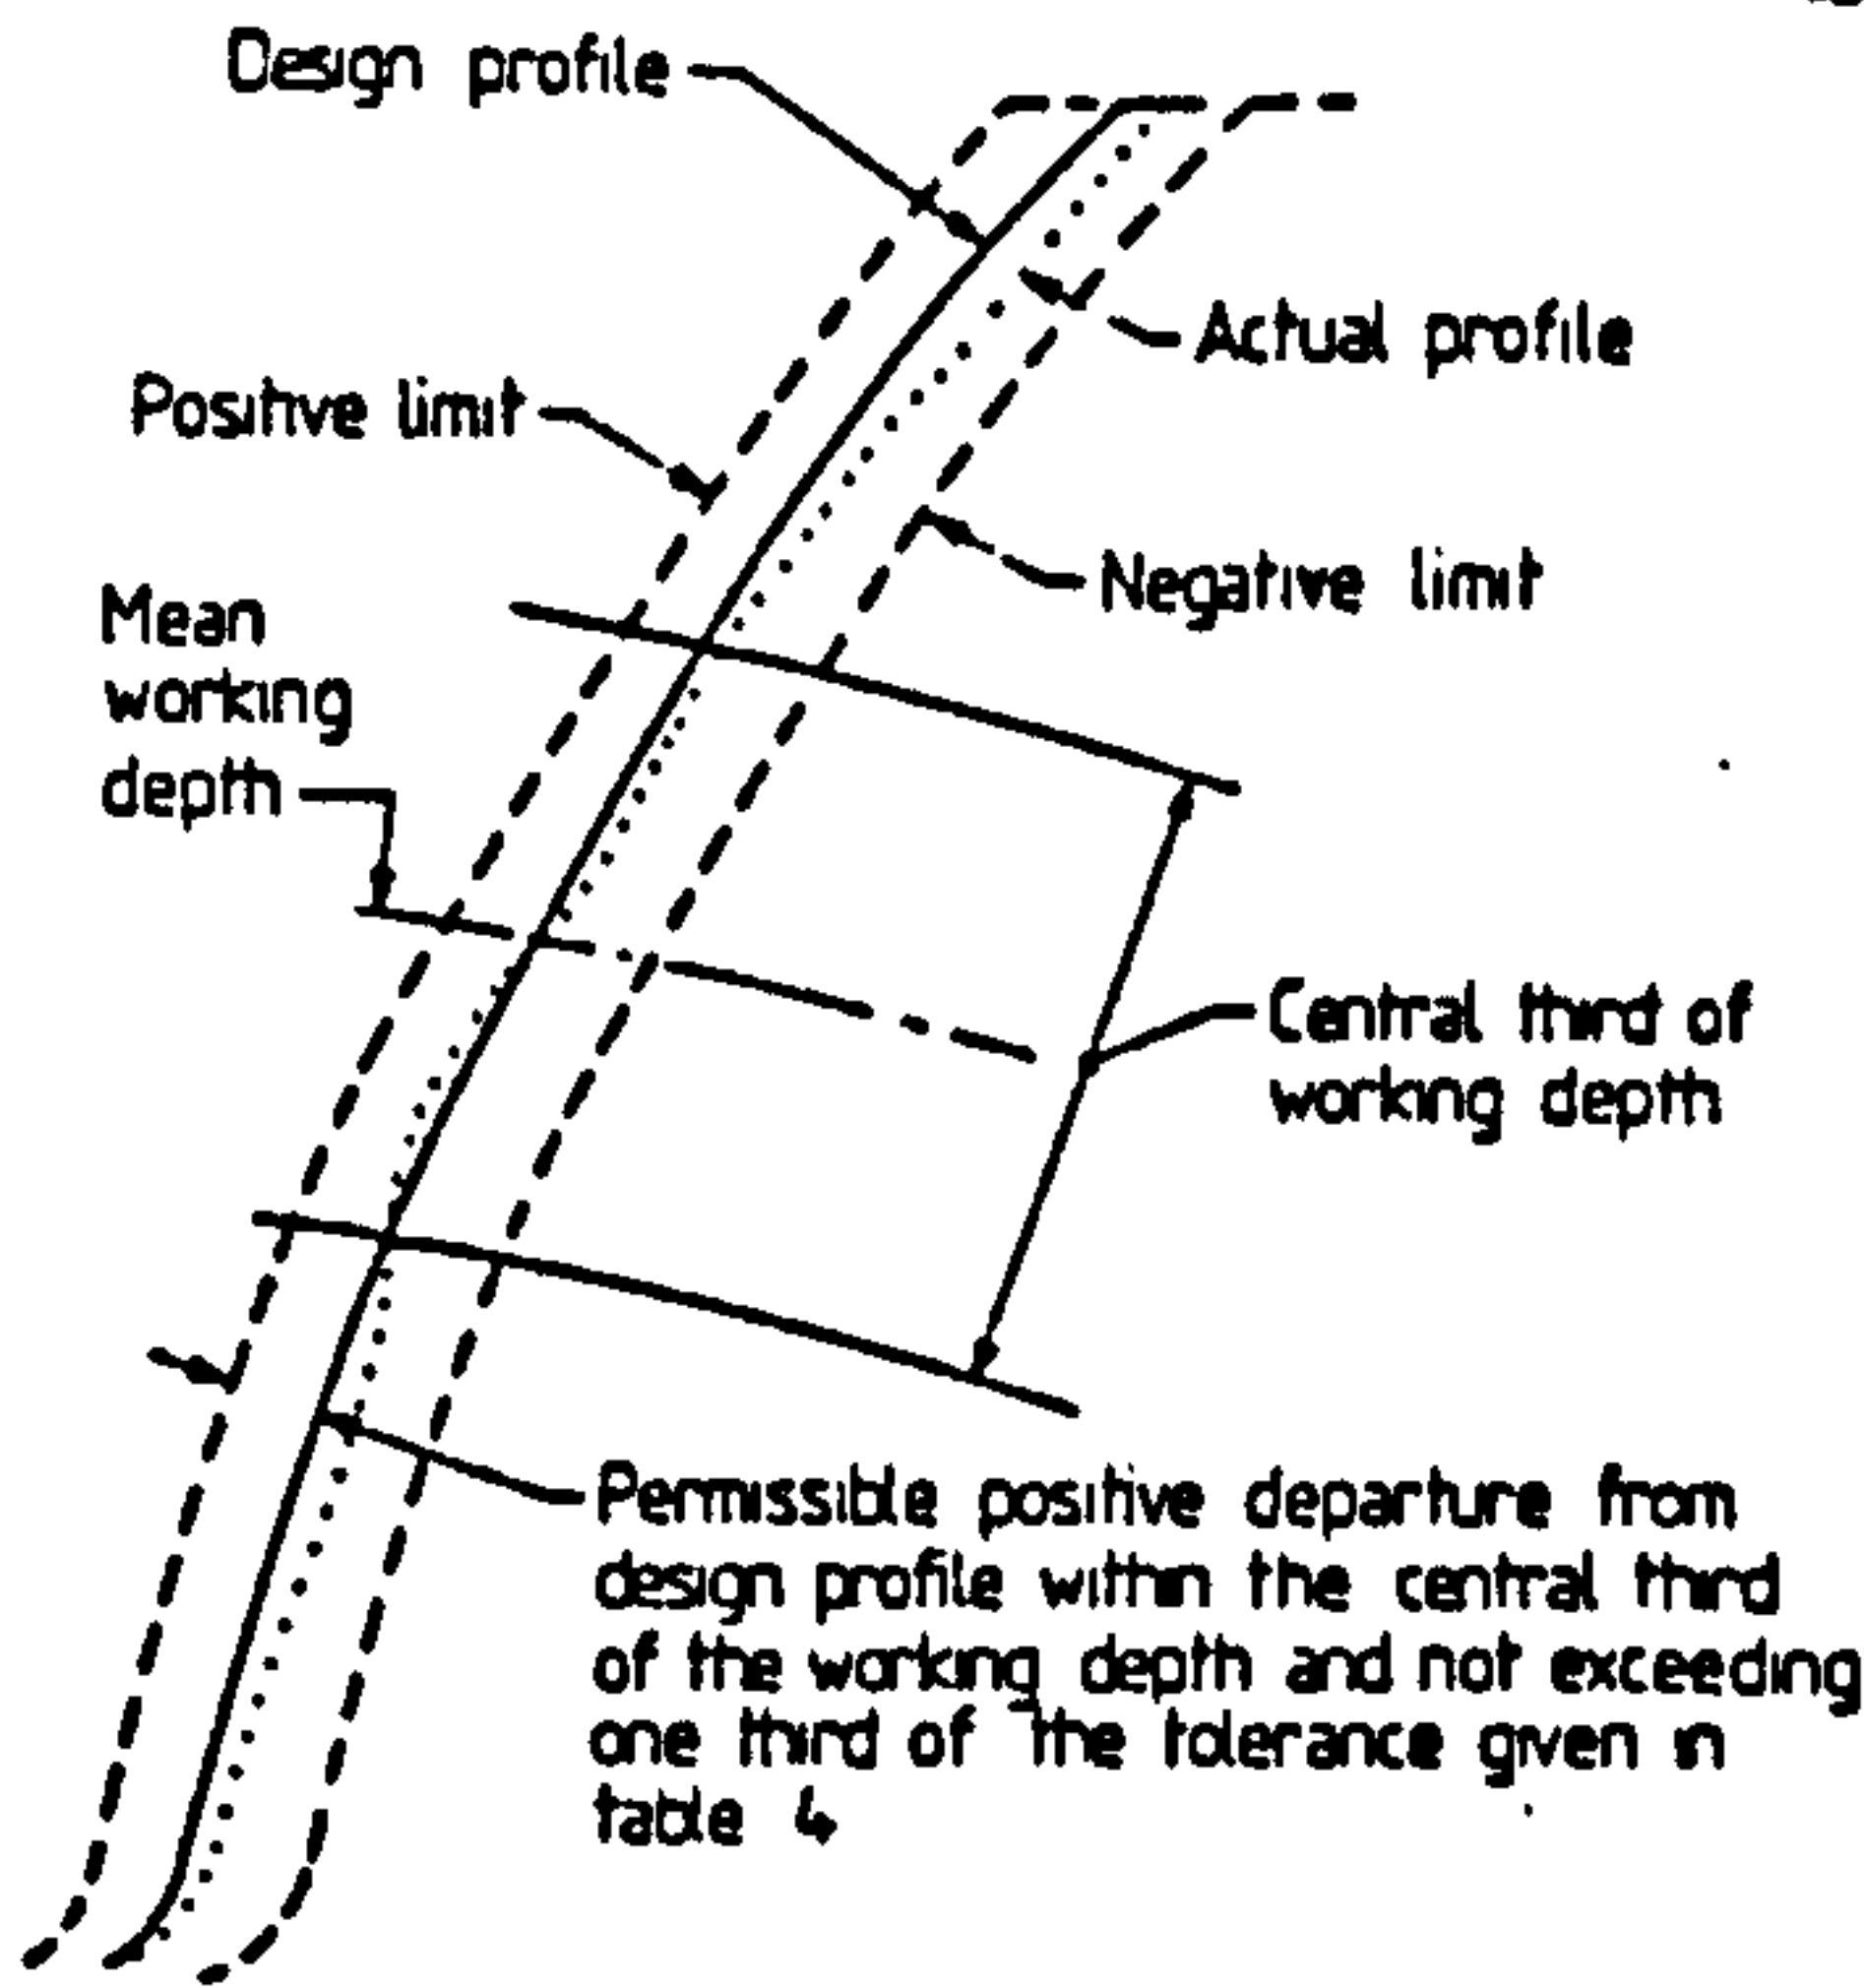 Design profile
Actual profile
Positive limit
Negative limit
Mean
working
depth
Central third of
working depth
Permissible positive departure from
design profile within the central third
of the working depth and not exceeding
one third of the tolerance given in
table 4